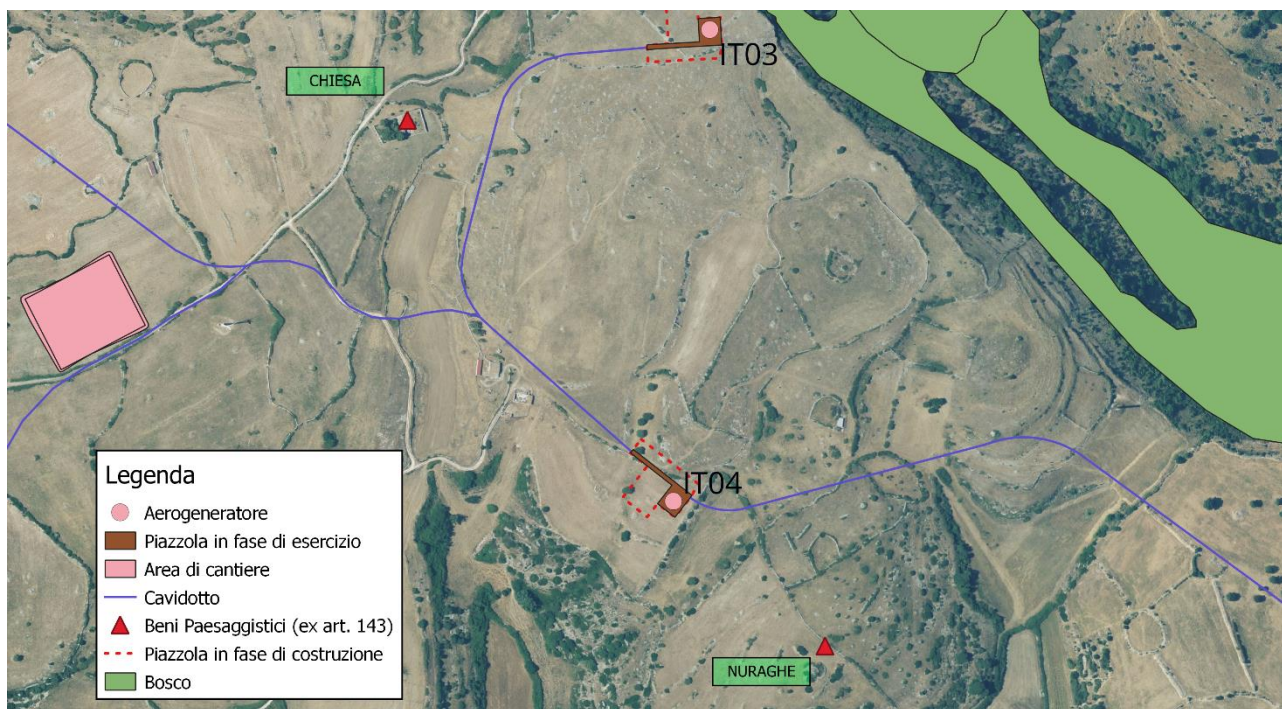 CHIESA
IT03
IT04
NURAGHE
Legenda
Aerogeneratore
Piazzola in fase di esercizio
Area di cantiere
Cavidotto
Beni Paesaggistici (ex art. 143)
Piazzola in fase di costruzione
Bosco